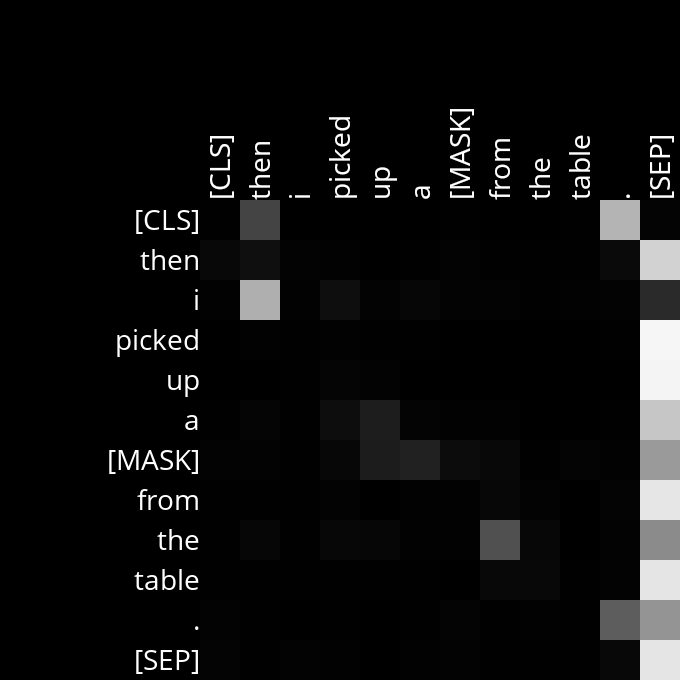 [CLS] then i picked up a [MASK] from the table . [SEP]
[CLS]
then
i
picked
up
a
[MASK]
from
the
table
.
[SEP]